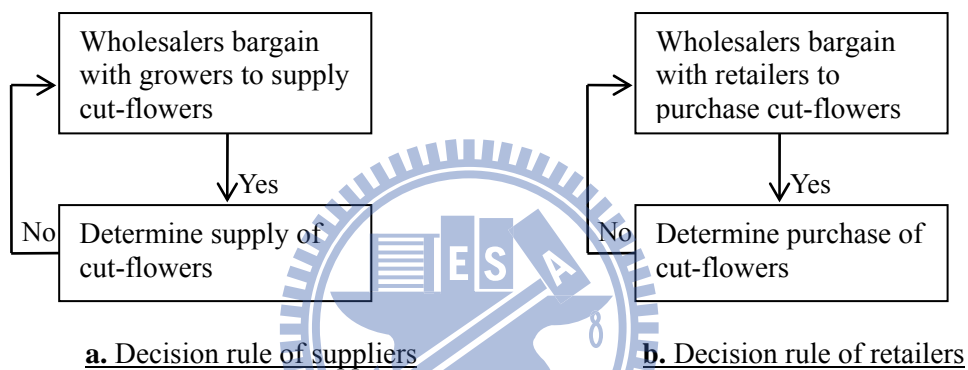 Wholesalers bargain
with growers to supply
cut-flowers
Yes
No
Determine supply of
cut-flowers
a. Decision rule of suppliers
Wholesalers bargain
with retailers to
purchase cut-flowers
Yes
No
Determine purchase of
cut-flowers
b. Decision rule of retailers
E S A
8